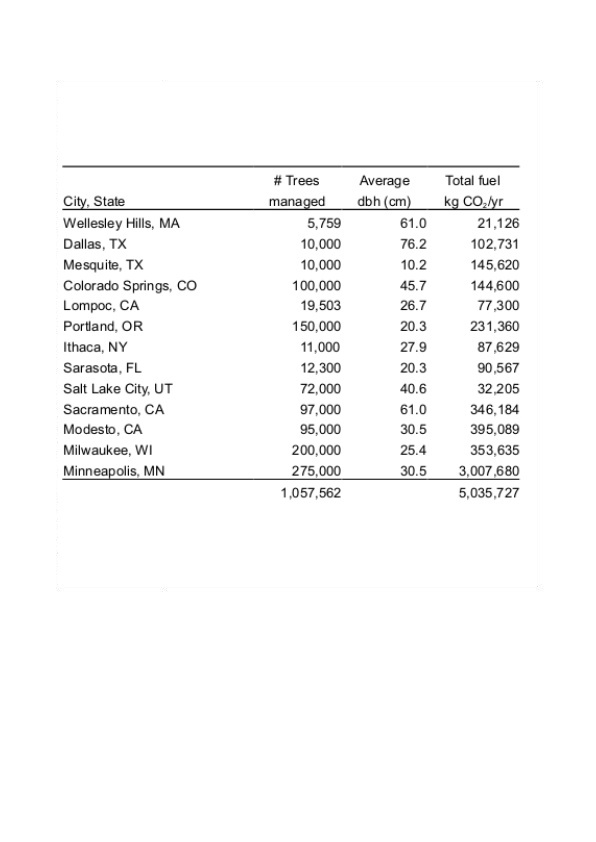 # Trees Average Total fuel
City, State managed dbh (cm) kg CO₂/yr
Wellesley Hills, MA 5,759 61.0 21,126
Dallas, TX 10,000 76.2 102,731
Mesquite, TX 10,000 10.2 145,620
Colorado Springs, CO 100,000 45.7 144,600
Lompoc, CA 19,503 26.7 77,300
Portland, OR 150,000 20.3 231,360
Ithaca, NY 11,000 27.9 87,629
Sarasota, FL 12,300 20.3 90,567
Salt Lake City, UT 72,000 40.6 32,205
Sacramento, CA 97,000 61.0 346,184
Modesto, CA 95,000 30.5 395,089
Milwaukee, WI 200,000 25.4 353,635
Minneapolis, MN 275,000 30.5 3,007,680
1,057,562 5,035,727